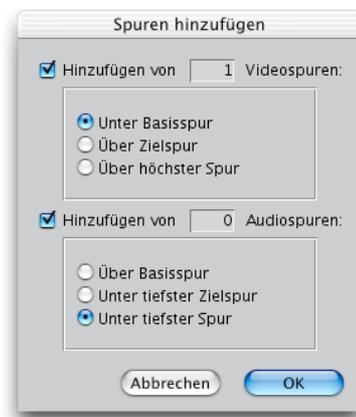 Spuren hinzufügen
Hinzufügen von 1 Videospuren:
Unter Basisspur
Über Zielspur
Über höchster Spur
Hinzufügen von 0 Audiospuren:
Über Basisspur
Unter tiefster Zielspur
Unter tiefster Spur
Abbrechen OK